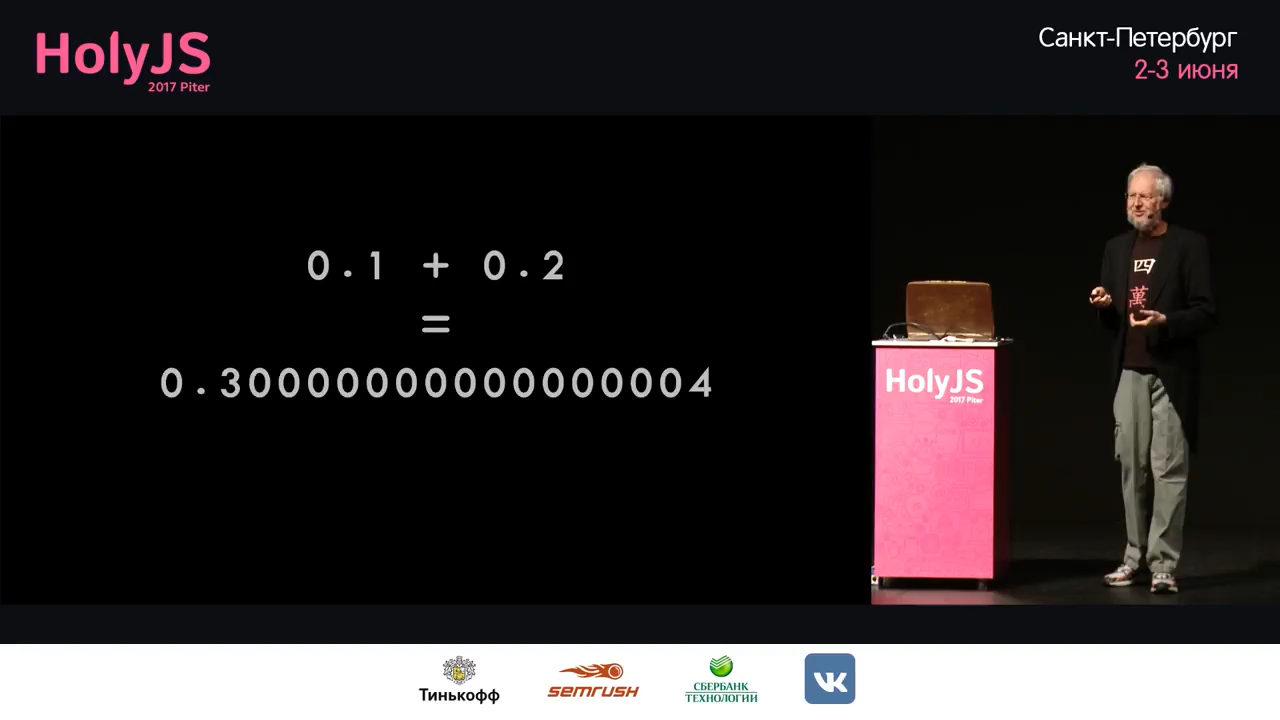 HolyJS
2017 Piter
Санкт-Петербург
2-3 июня
0.1 + 0.2
=
0.30000000000000004
四
萬
HolyJS
2017 Piter
Тинькофф
semrush
СБЕРБАНК
ТЕХНОЛОГИИ
VK